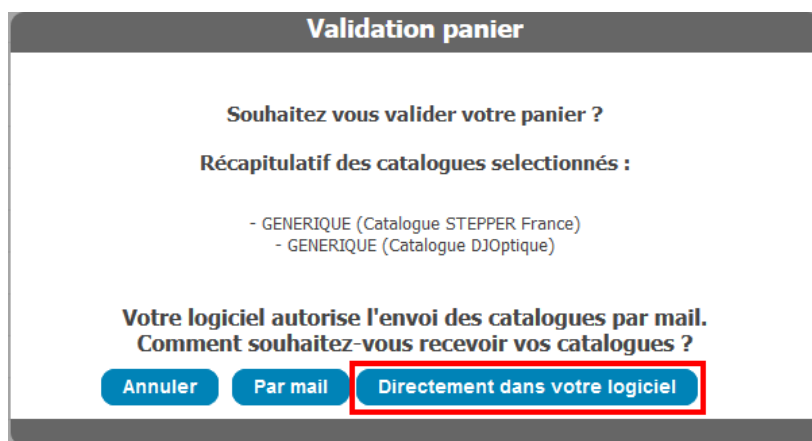 Validation panier
Souhaitez vous valider votre panier ?
Récapitulatif des catalogues selectionnés :
- GENERIQUE (Catalogue STEPPER France)
- GENERIQUE (Catalogue DJOptique)
Votre logiciel autorise l'envoi des catalogues par mail.
Comment souhaitez-vous recevoir vos catalogues ?
Annuler Par mail Directement dans votre logiciel